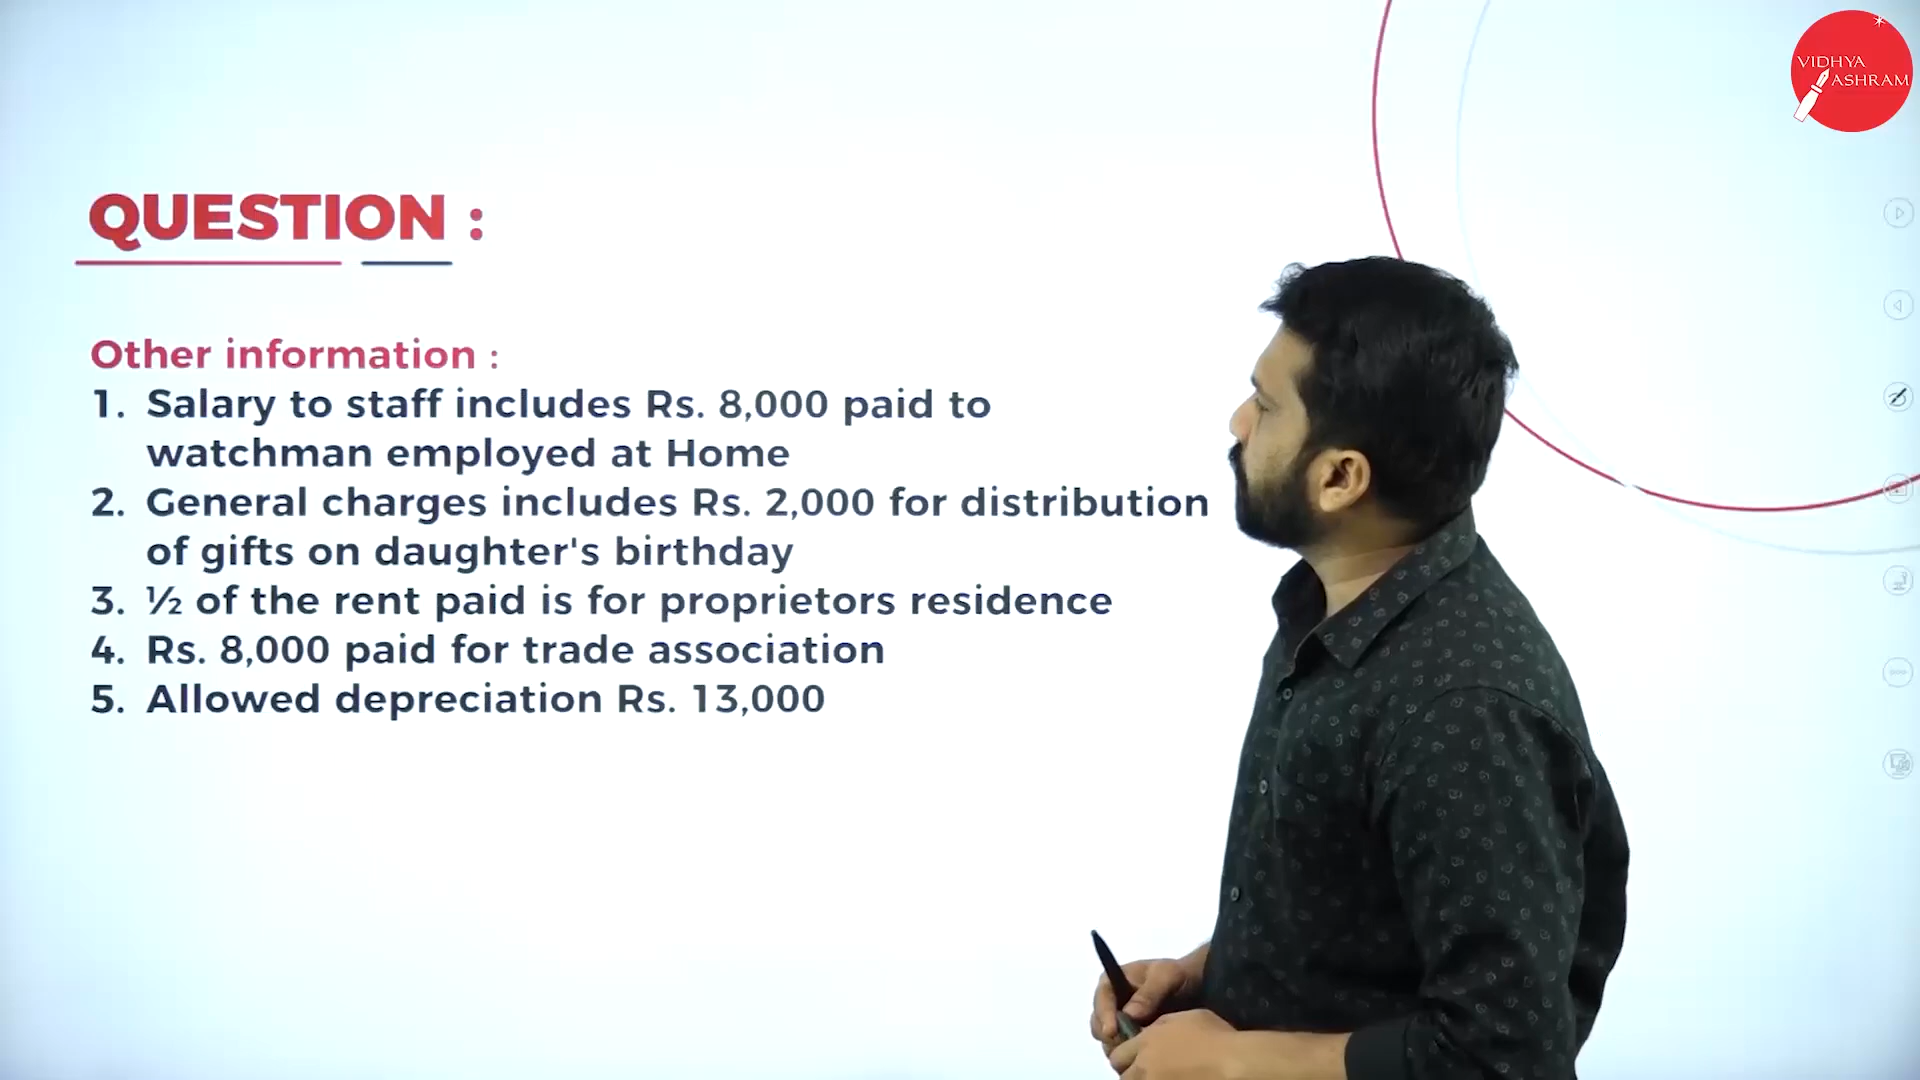 VIDHYA
ASHRAM
QUESTION :
Other information :
1. Salary to staff includes Rs. 8,000 paid to
watchman employed at Home
2. General charges includes Rs. 2,000 for distribution
of gifts on daughter's birthday
3. ½ of the rent paid is for proprietors residence
4. Rs. 8,000 paid for trade association
5. Allowed depreciation Rs. 13,000